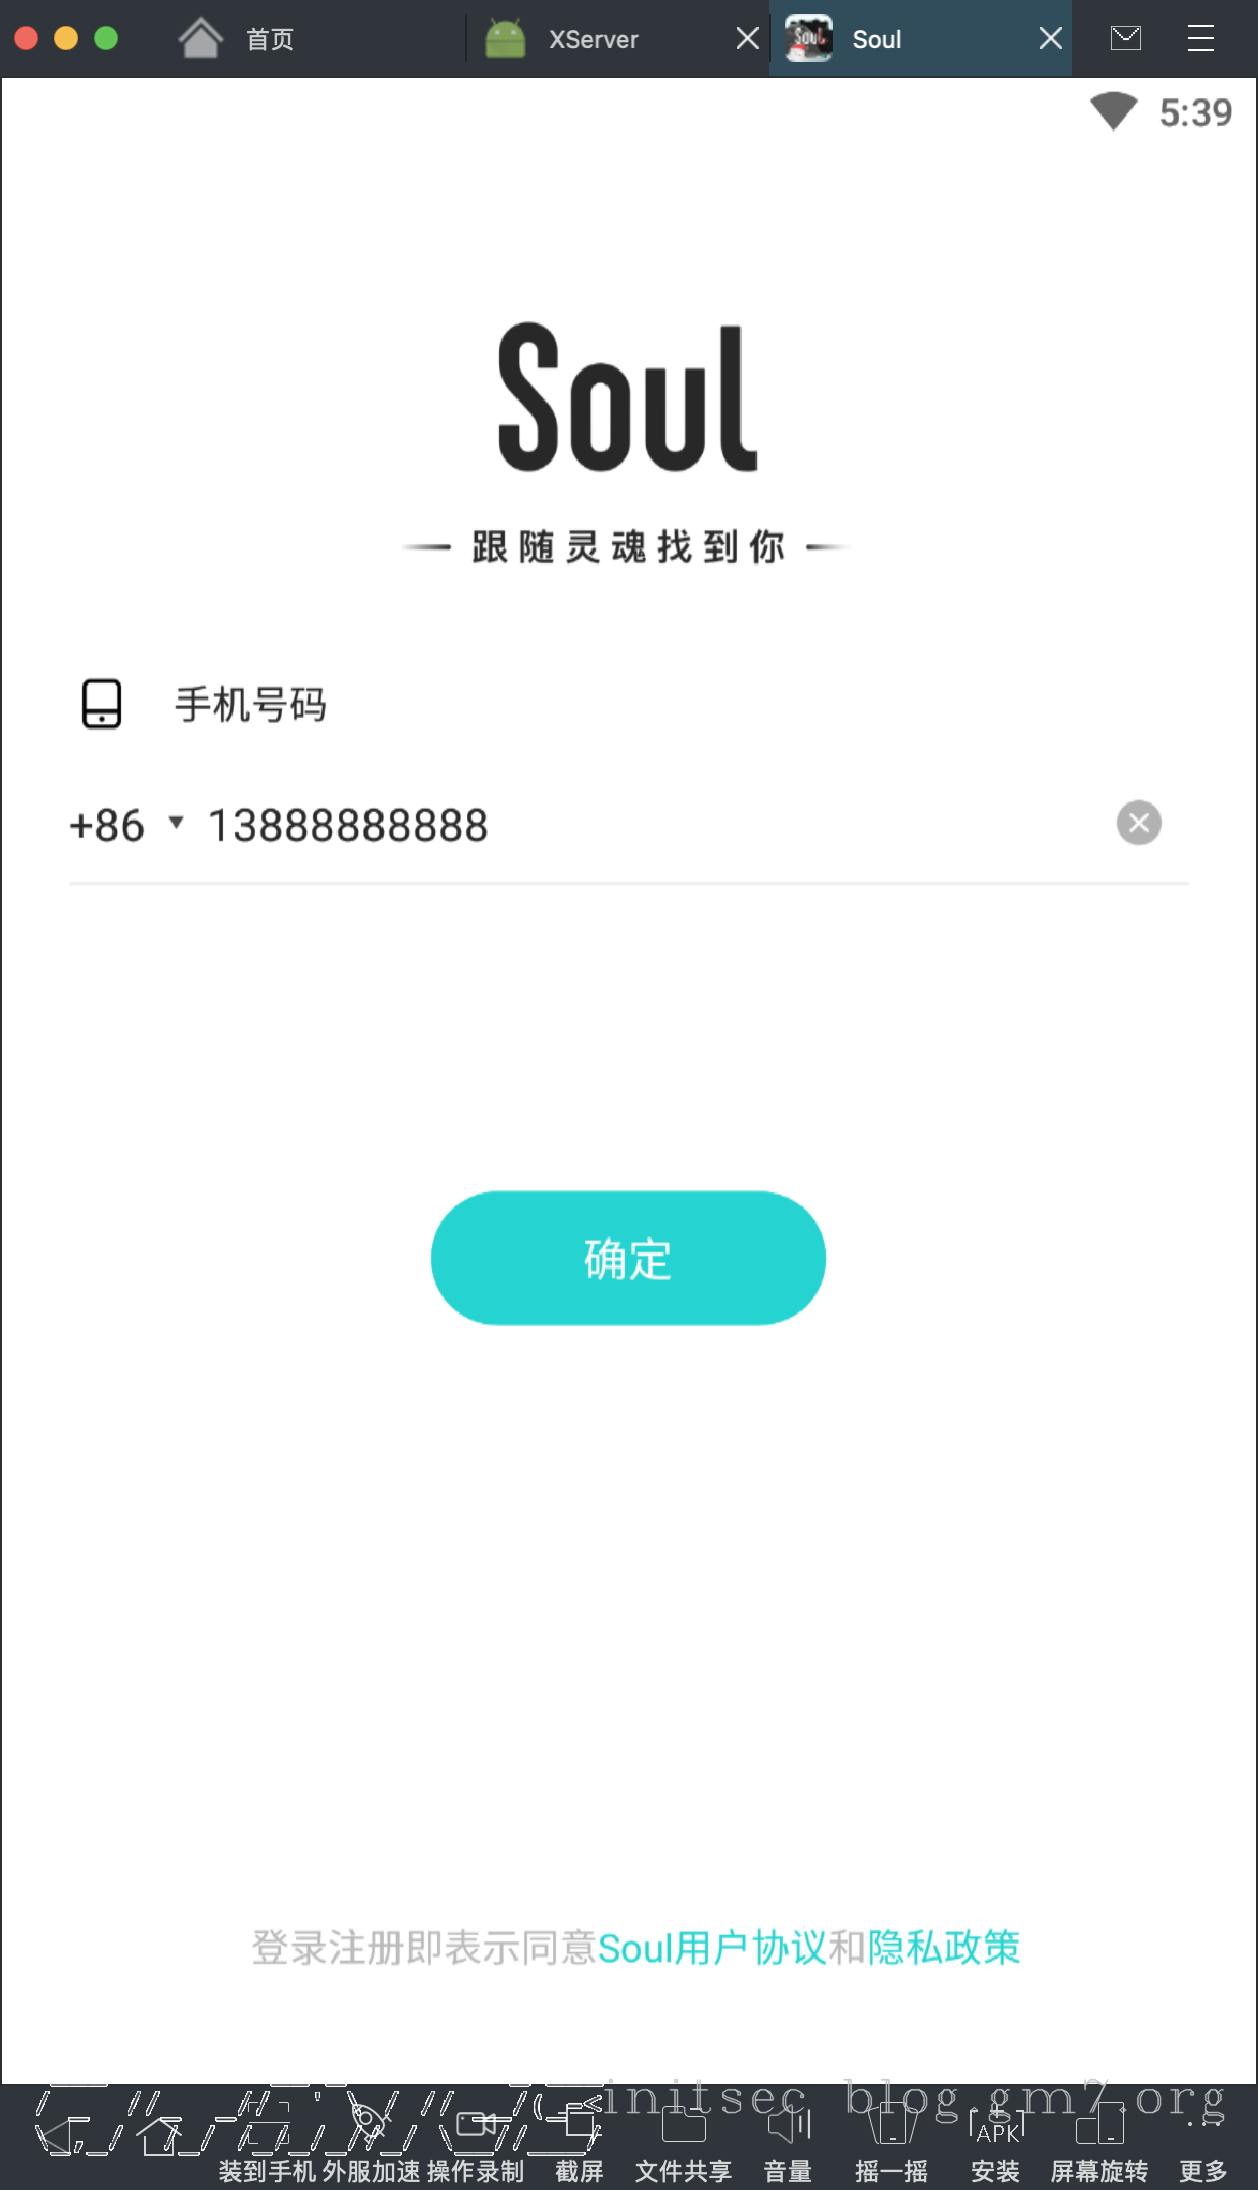 首页
XServer
Soul
5:39
Soul
跟随灵魂找到你
手机号码
+86 13888888888
确定
登录注册即表示同意Soul用户协议和隐私政策
initsec blog.gm7.org
APK
装到手机 外服加速 操作录制 截屏 文件共享 音量 摇一摇 安装 屏幕旋转 更多